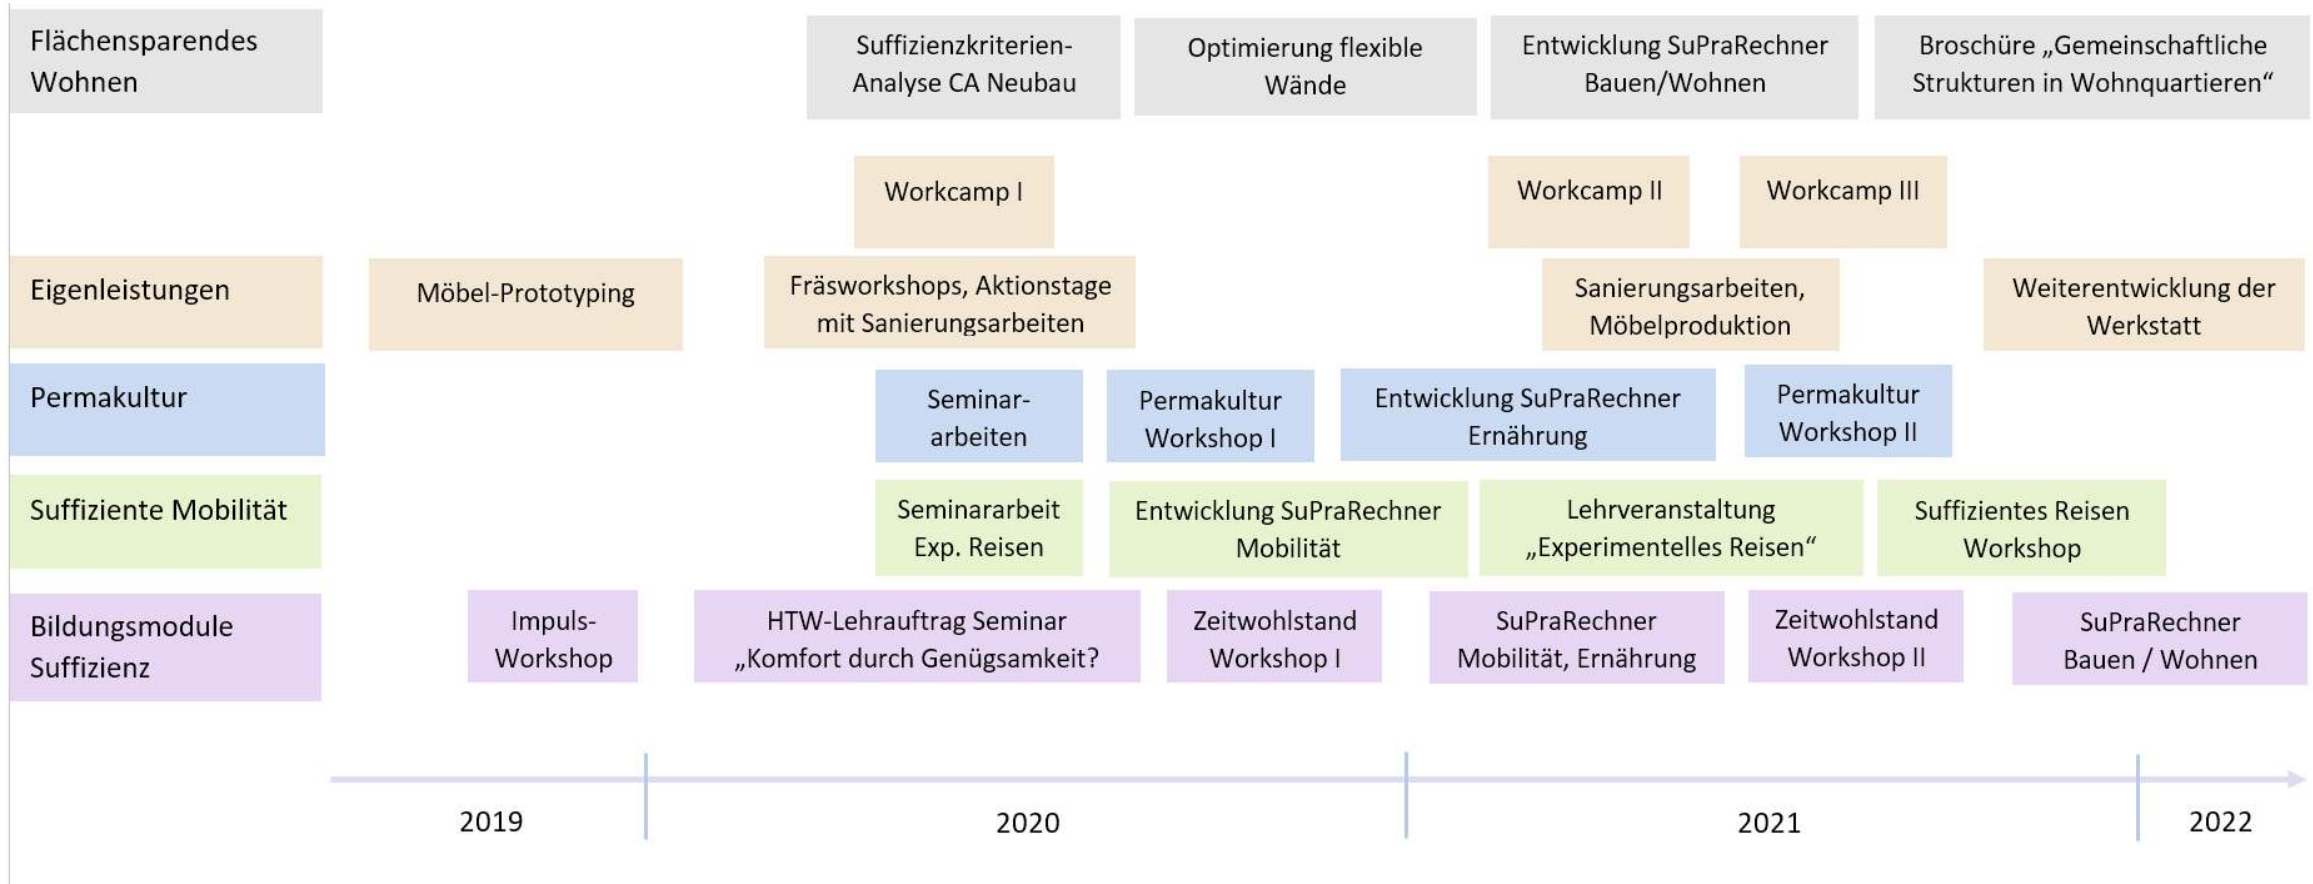 Flächensparendes
Wohnen
Suffizienzkriterien-
Analyse CA Neubau
Optimierung flexible
Wände
Entwicklung SuPraRechner
Bauen/Wohnen
Broschüre „Gemeinschaftliche
Strukturen in Wohnquartieren“
Workcamp I
Workcamp II
Workcamp III
Eigenleistungen
Möbel-Prototyping
Fräsworkshops, Aktionstage
mit Sanierungsarbeiten
Sanierungsarbeiten,
Möbelproduktion
Weiterentwicklung der
Werkstatt
Permakultur
Seminar-
arbeiten
Permakultur
Workshop I
Entwicklung SuPraRechner
Ernährung
Permakultur
Workshop II
Suffiziente Mobilität
Seminararbeit
Exp. Reisen
Entwicklung SuPraRechner
Mobilität
Lehrveranstaltung
„Experimentelles Reisen“
Suffizientes Reisen
Workshop
Bildungsmodule
Suffizienz
Impuls-
Workshop
HTW-Lehrauftrag Seminar
„Komfort durch Genügsamkeit?
Zeitwohlstand
Workshop I
SuPraRechner
Mobilität, Ernährung
Zeitwohlstand
Workshop II
SuPraRechner
Bauen / Wohnen
2019
2020
2021
2022